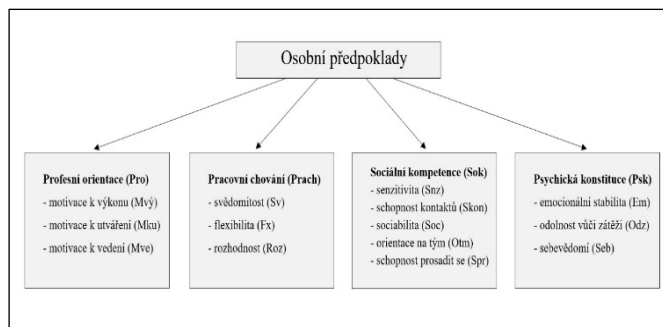 Osobní předpoklady
Profesní orientace (Pro)
- motivace k výkonu (Mvý)
- motivace k utváření (Mku)
- motivace k vedení (Mve)
Pracovní chování (Prach)
- svědomitost (Sv)
- flexibilita (Fx)
- rozhodnost (Roz)
Sociální kompetence (Sok)
- senzitivita (Snz)
- schopnost kontaktů (Skon)
- sociabilita (Soc)
- orientace na tým (Otm)
- schopnost prosadit se (Spr)
Psychická konstituce (Psk)
- emocionální stabilita (Em)
- odolnost vůči zátěži (Odz)
- sebevědomí (Seb)